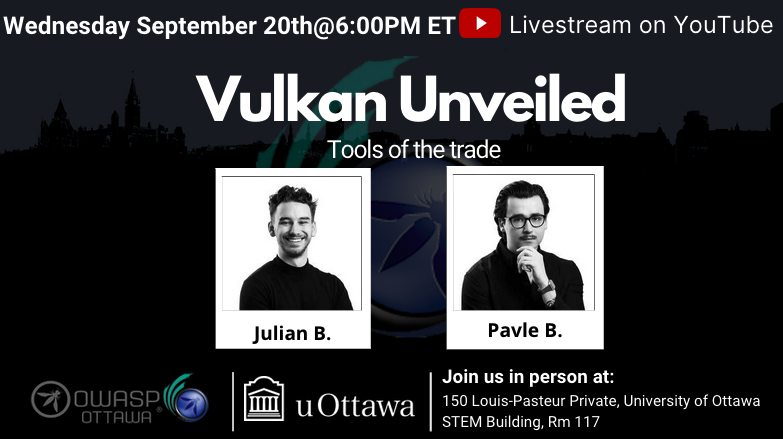 Wednesday September 20th@6:00PM ET Livestream on YouTube
Vulkan Unveiled
Tools of the trade
Julian B.
Pavle B.
OWASP
OTTAWA
uOttawa
Join us in person at:
150 Louis-Pasteur Private, University of Ottawa
STEM Building, Rm 117